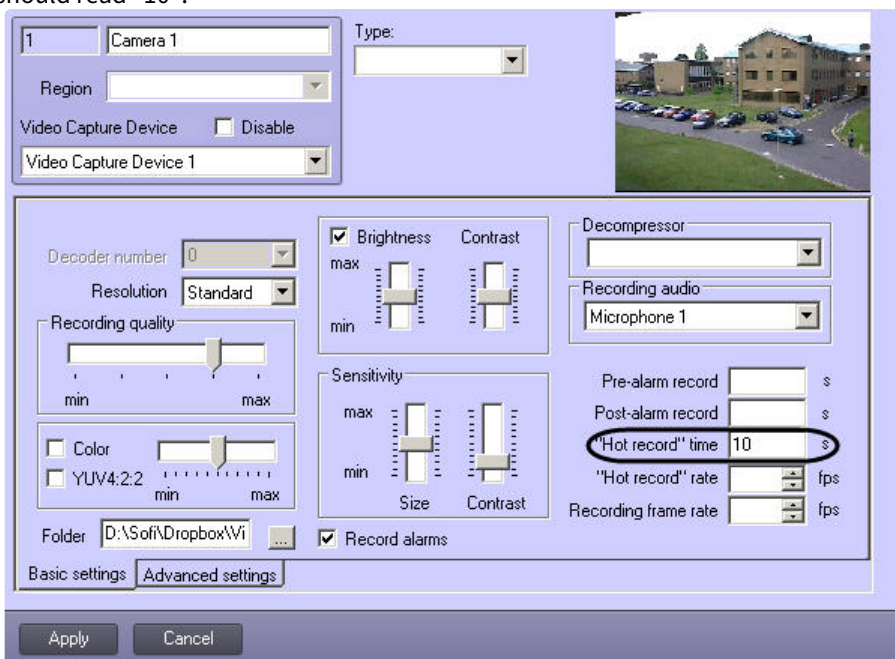 should read "10".
1 Camera 1
Type:
Region
Video Capture Device Disable
Video Capture Device 1
Decoder number 0
Resolution Standard
Recording quality
min max
Color
YUV4:2:2
min max
Folder D:\Sofi\Dropbox\Vi ...
Brightness Contrast
max
min
Sensitivity
max
min
Size Contrast
Record alarms
Decompressor
Recording audio
Microphone 1
Pre-alarm record s
Post-alarm record s
"Hot record" time 10 s
"Hot record" rate fps
Recording frame rate fps
Basic settings Advanced settings
Apply Cancel